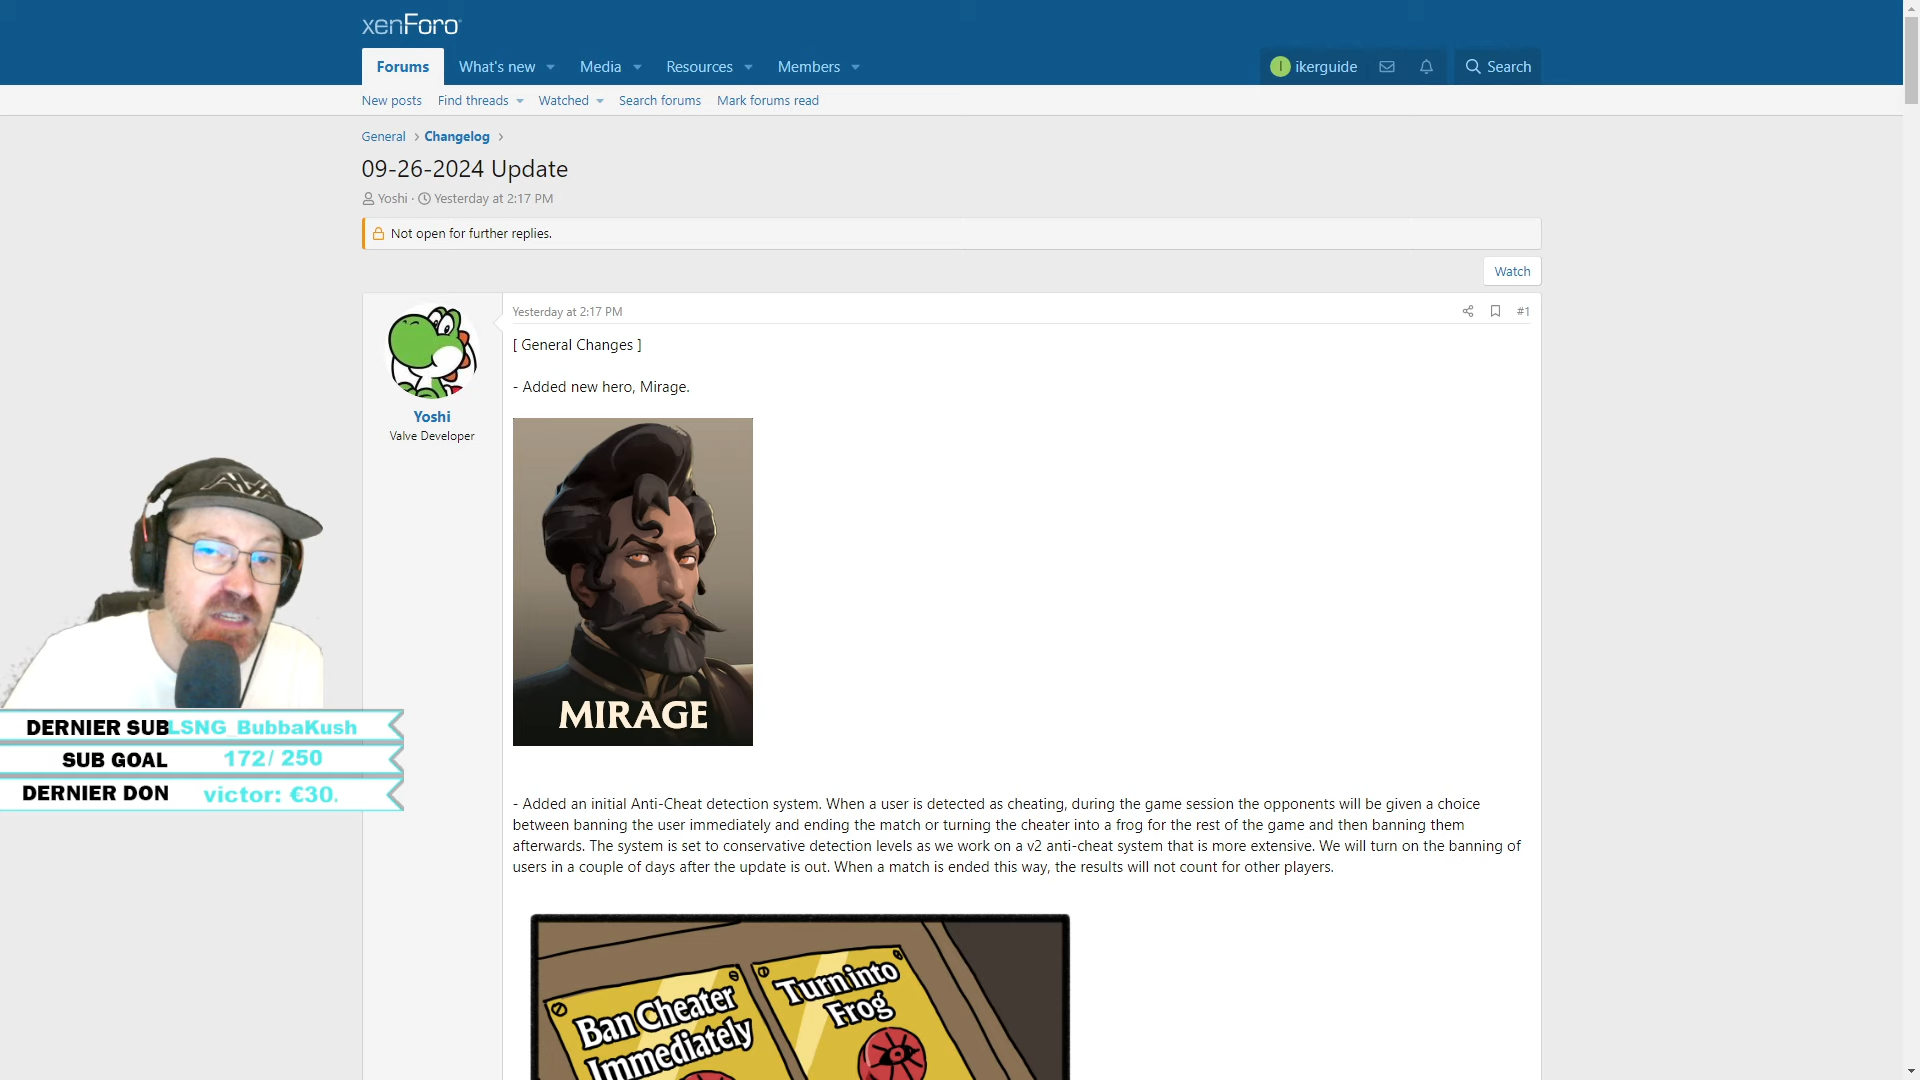 xenForo
Forums What's new Media Resources Members I ikerguide Search
New posts Find threads Watched Search forums Mark forums read
General > Changelog >
09-26-2024 Update
Yoshi · Yesterday at 2:17 PM
Not open for further replies.
Watch
Yesterday at 2:17 PM #1
[ General Changes ]
- Added new hero, Mirage.
Yoshi
Valve Developer
MIRAGE
DERNIER SUB LSNG_BubbaKush
SUB GOAL 172/ 250
DERNIER DON victor: €30.
- Added an initial Anti-Cheat detection system. When a user is detected as cheating, during the game session the opponents will be given a choice
between banning the user immediately and ending the match or turning the cheater into a frog for the rest of the game and then banning them
afterwards. The system is set to conservative detection levels as we work on a v2 anti-cheat system that is more extensive. We will turn on the banning of
users in a couple of days after the update is out. When a match is ended this way, the results will not count for other players.
Ban Cheater
Immediately
Turn into
Frog